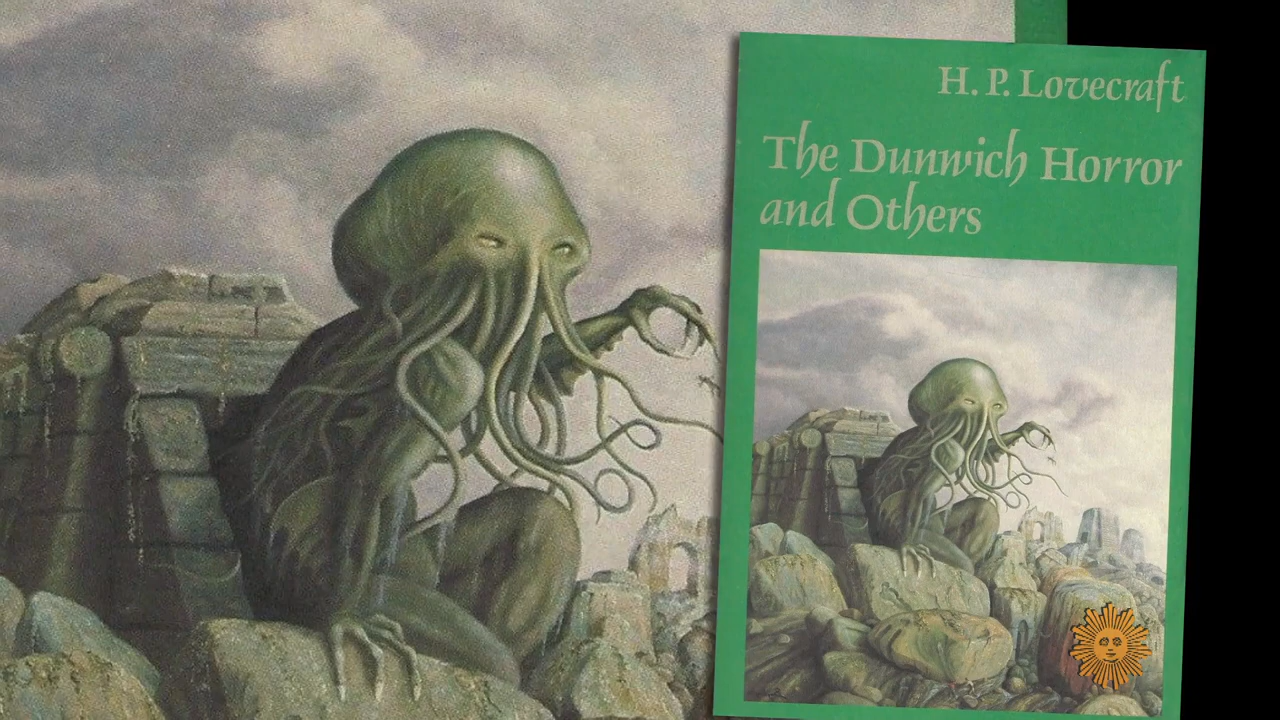 H. P. Lovecraft
The Dunwich Horror
and Others